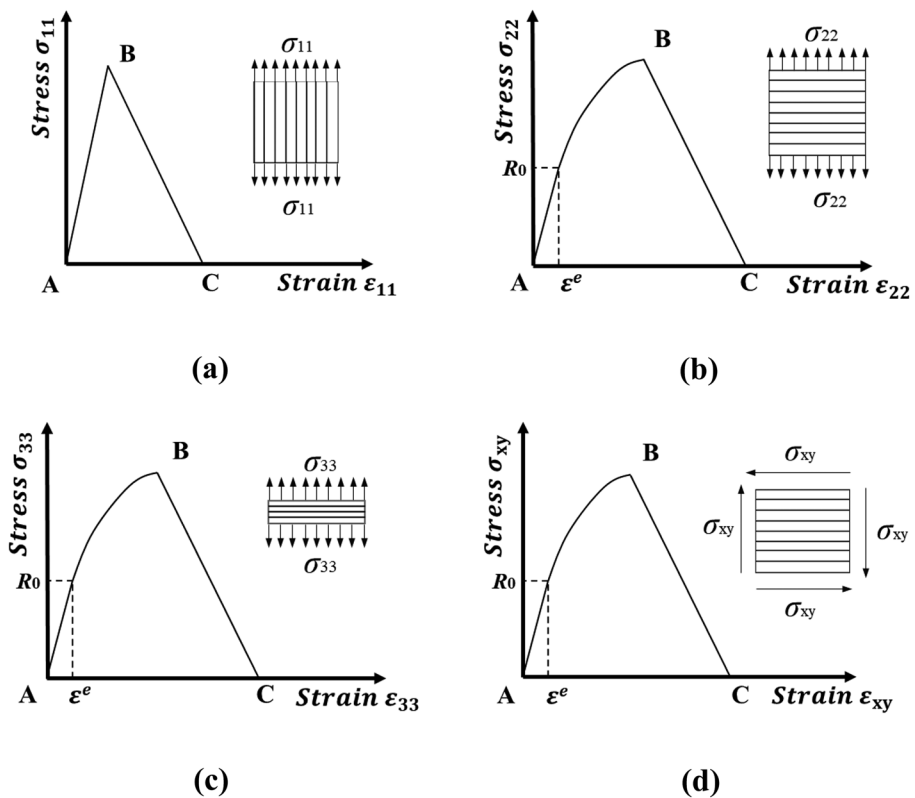 Stress σ₁₁
B
σ₁₁
σ₁₁
A
C
Strain ε₁₁
(a)
Stress σ₂₂
B
σ₂₂
R₀
σ₂₂
A
εᵉ
C
Strain ε₂₂
(b)
Stress σ₃₃
B
σ₃₃
R₀
σ₃₃
A
εᵉ
C
Strain ε₃₃
(c)
Stress σxy
B
σxy
σxy
σxy
R₀
σxy
A
εᵉ
C
Strain εxy
(d)